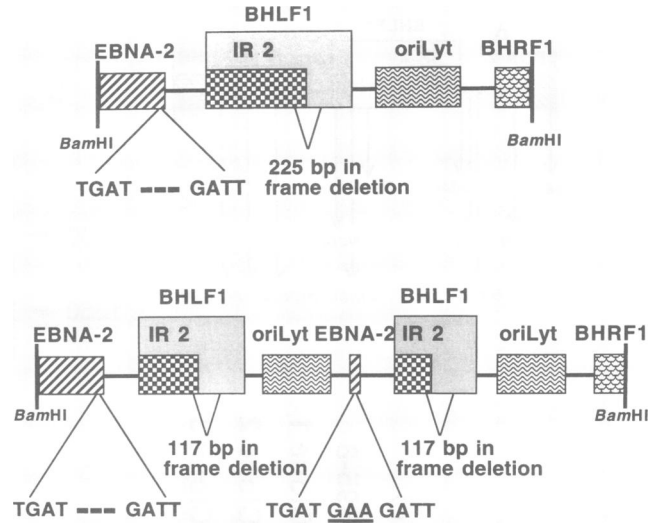 BHLF1
EBNA-2 IR 2 oriLyt BHRF1
BamHI BamHI
TGAT --- GATT
225 bp in
frame deletion
BHLF1 BHLF1
EBNA-2 IR 2 oriLyt EBNA-2 IR 2 oriLyt BHRF1
BamHI BamHI
117 bp in
frame deletion
117 bp in
frame deletion
TGAT --- GATT TGAT GAA GATT